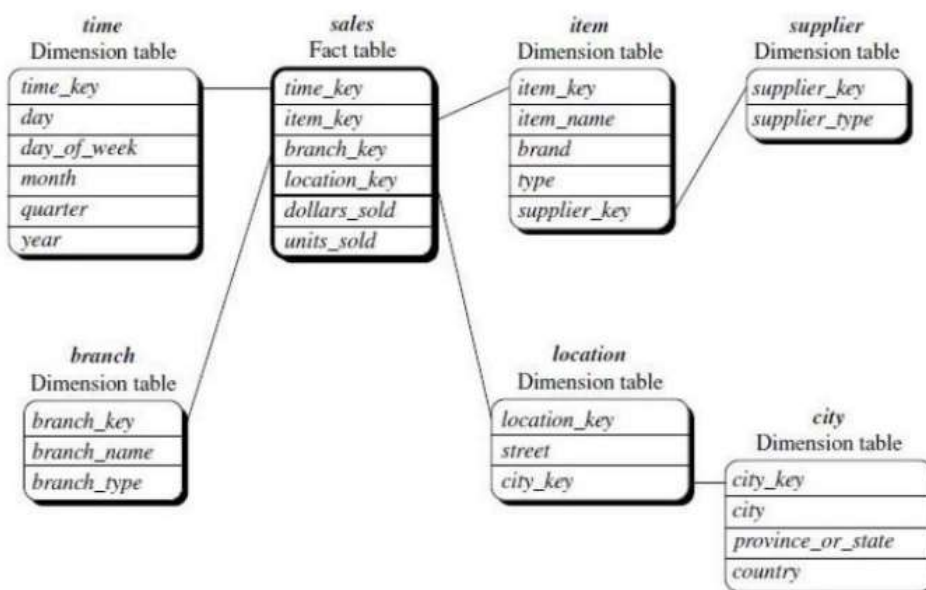 time
Dimension table
time_key
day
day_of_week
month
quarter
year
sales
Fact table
time_key
item_key
branch_key
location_key
dollars_sold
units_sold
item
Dimension table
item_key
item_name
brand
type
supplier_key
supplier
Dimension table
supplier_key
supplier_type
branch
Dimension table
branch_key
branch_name
branch_type
location
Dimension table
location_key
street
city_key
city
Dimension table
city_key
city
province_or_state
country